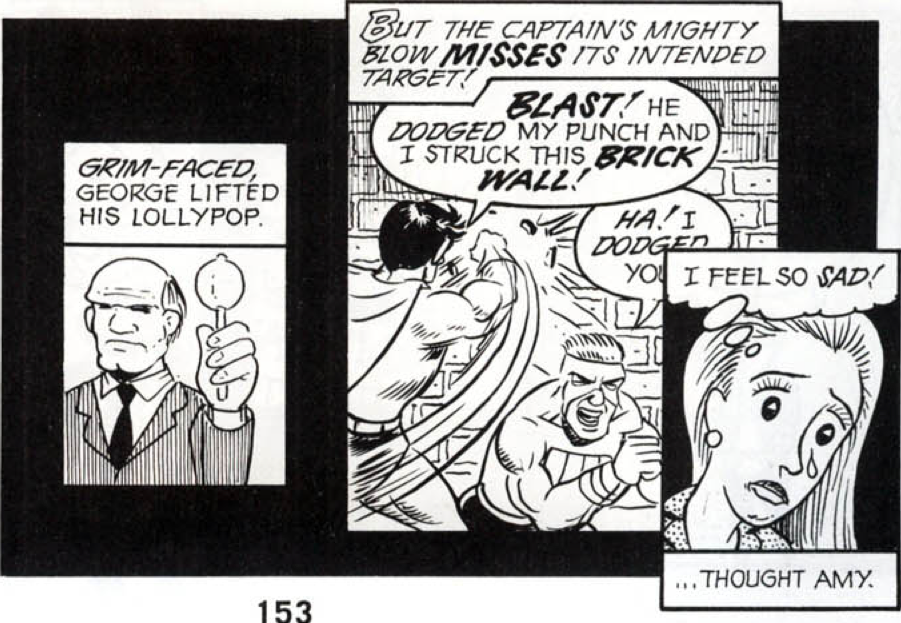 GRIM-FACED,
GEORGE LIFTED
HIS LOLLYPOP.
BUT THE CAPTAIN'S MIGHTY
BLOW MISSES ITS INTENDED
TARGET!
BLAST! HE
DODGED MY PUNCH AND
I STRUCK THIS BRICK
WALL!
HA! I
DODGED
I FEEL SO SAD!
...THOUGHT AMY.
153